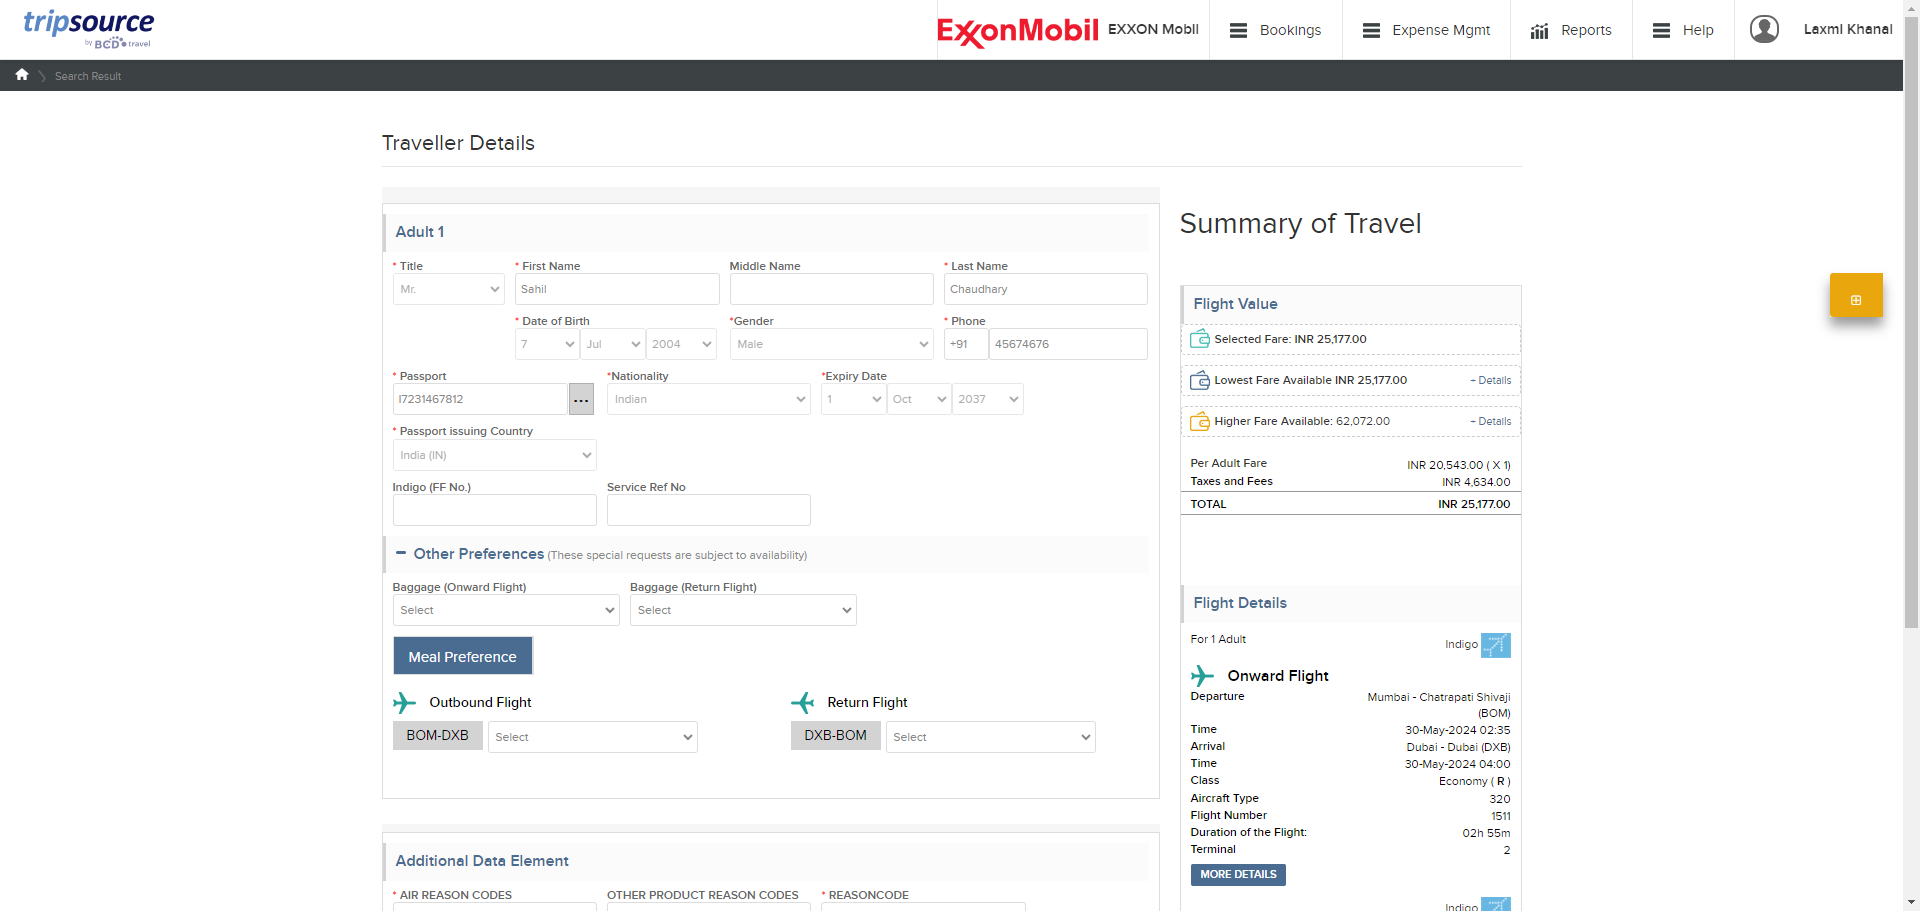 tripsource
by BCD travel
ExxonMobil
EXXON MobIl
Bookings
Expense Mgmt
Reports
Help
LaxmI Khanal
Search Result
Traveller Details
Adult 1
* Title
* First Name
Middle Name
* Last Name
Mr.
Sahil
Chaudhary
* Date of Birth
*Gender
* Phone
7
Jul
2004
Male
+91
45674676
* Passport
*Nationality
*Expiry Date
I7231467812
...
Indian
1
Oct
2037
* Passport issuing Country
India (IN)
Indigo (FF No.)
Service Ref No
Other Preferences (These special requests are subject to availability)
Baggage (Onward Flight)
Baggage (Return Flight)
Select
Select
Meal Preference
Outbound Flight
Return Flight
BOM-DXB
Select
DXB-BOM
Select
Additional Data Element
* AIR REASON CODES
OTHER PRODUCT REASON CODES
* REASONCODE
Summary of Travel
Flight Value
Selected Fare: INR 25,177.00
Lowest Fare Available INR 25,177.00
+ Details
Higher Fare Available: 62,072.00
+ Details
Per Adult Fare
INR 20,543.00 ( X 1)
Taxes and Fees
INR 4,634.00
TOTAL
INR 25,177.00
Flight Details
For 1 Adult
Indigo
Onward Flight
Departure
Mumbai - Chatrapati Shivaji
(BOM)
Time
30-May-2024 02:35
Arrival
Dubai - Dubai (DXB)
Time
30-May-2024 04:00
Class
Economy ( R )
Aircraft Type
320
Flight Number
1511
Duration of the Flight:
02h 55m
Terminal
2
MORE DETAILS
Indigo